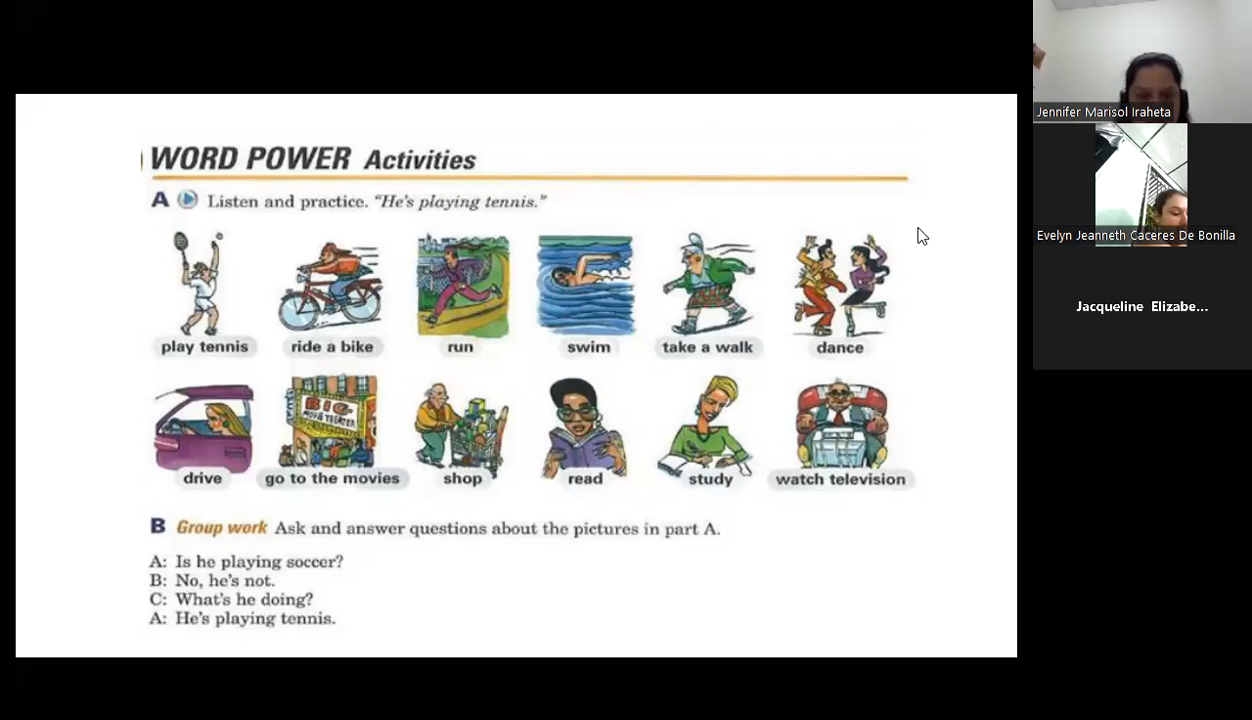 WORD POWER Activities
A Listen and practice. "He's playing tennis."
play tennis
ride a bike
run
swim
take a walk
dance
BIG
MOVIE THEATER
drive
go to the movies
shop
read
study
watch television
B Group work Ask and answer questions about the pictures in part A.
A: Is he playing soccer?
B: No, he's not.
C: What's he doing?
A: He's playing tennis.
Jennifer Marisol Iraheta
Evelyn Jeanneth Caceres De Bonilla
Jacqueline Elizabe...